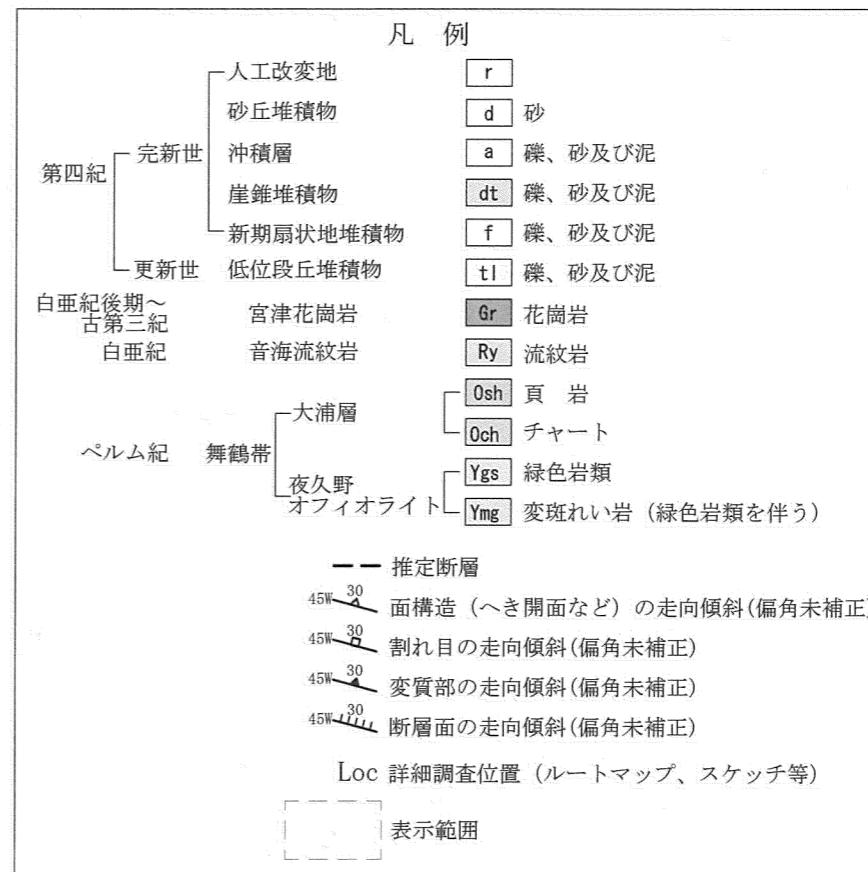 凡 例
人工改変地 r
砂丘堆積物 d 砂
第四紀 完新世 沖積層 a 礫、砂及び泥
崖錐堆積物 dt 礫、砂及び泥
新期扇状地堆積物 f 礫、砂及び泥
更新世 低位段丘堆積物 tl 礫、砂及び泥
白亜紀後期～
古第三紀 宮津花崗岩 Gr 花崗岩
白亜紀 音海流紋岩 Ry 流紋岩
大浦層 Osh 頁 岩
Och チャート
ペルム紀 舞鶴帯
夜久野
オフィオライト Ygs 緑色岩類
Ymg 変斑れい岩（緑色岩類を伴う）
推定断層
45W 30 面構造（へき開面など）の走向傾斜(偏角未補正)
45W 30 割れ目の走向傾斜(偏角未補正)
45W 30 変質部の走向傾斜(偏角未補正)
45W 30 断層面の走向傾斜(偏角未補正)
Loc 詳細調査位置（ルートマップ、スケッチ等）
表示範囲